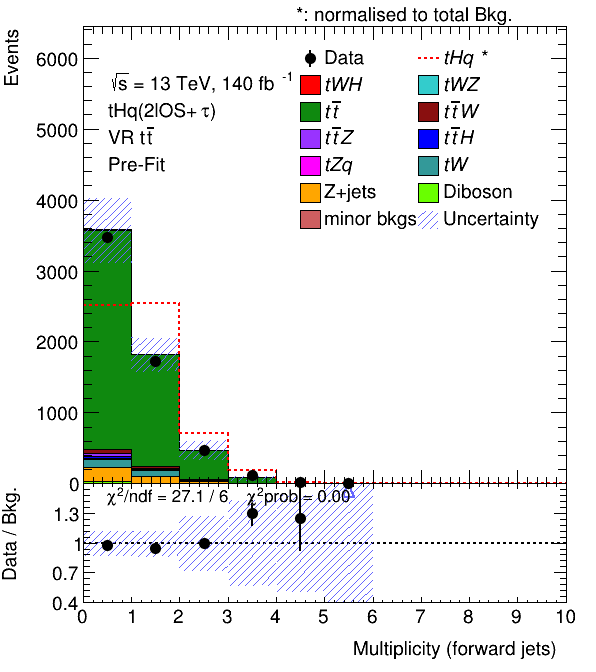 *: normalised to total Bkg.
Events
6000
5000
4000
3000
2000
1000
0
√s = 13 TeV, 140 fb⁻¹
tHq(2lOS+ τ)
VR tt̄
Pre-Fit
Data
tHq *
tWH
tWZ
tt̄
tt̄W
tt̄Z
tt̄H
tZq
tW
Z+jets
Diboson
minor bkgs
Uncertainty
χ²/ndf = 27.1 / 6 χ²prob = 0.00
Data / Bkg.
1.3
1
0.7
0.4
0 1 2 3 4 5 6 7 8 9 10
Multiplicity (forward jets)